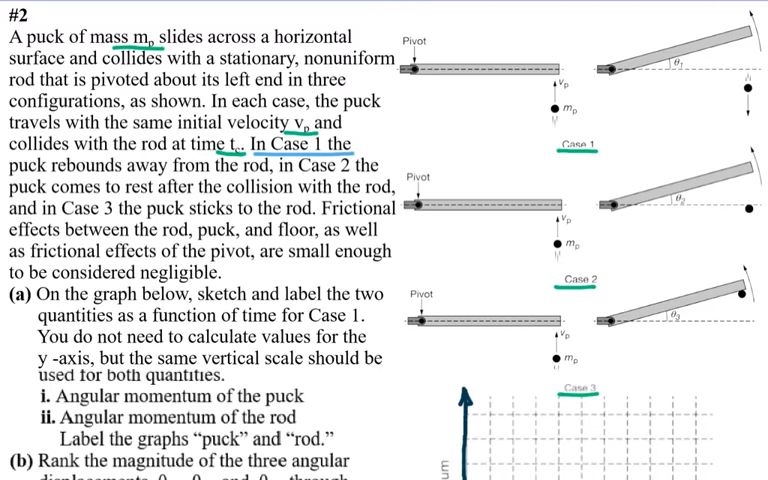 #2
A puck of mass mp slides across a horizontal
surface and collides with a stationary, nonuniform
rod that is pivoted about its left end in three
configurations, as shown. In each case, the puck
travels with the same initial velocity vp and
collides with the rod at time tc. In Case 1 the
puck rebounds away from the rod, in Case 2 the
puck comes to rest after the collision with the rod,
and in Case 3 the puck sticks to the rod. Frictional
effects between the rod, puck, and floor, as well
as frictional effects of the pivot, are small enough
to be considered negligible.
(a) On the graph below, sketch and label the two
quantities as a function of time for Case 1.
You do not need to calculate values for the
y -axis, but the same vertical scale should be
used for both quantities.
i. Angular momentum of the puck
ii. Angular momentum of the rod
Label the graphs “puck” and “rod.”
(b) Rank the magnitude of the three angular
Pivot
θ1
vp
mp
Case 1
Pivot
θ2
vp
mp
Case 2
Pivot
θ3
vp
mp
Case 3
um